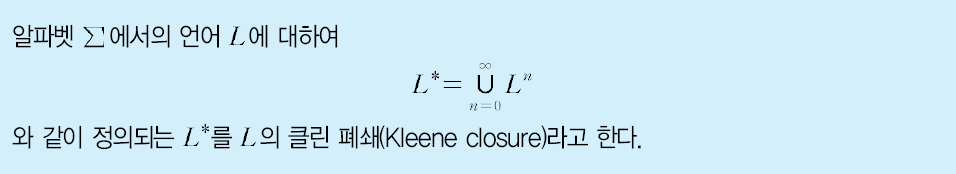 알파벳 Σ에서의 언어 L에 대하여
L* = ∪_{n=0}^{∞} Lⁿ
와 같이 정의되는 L*를 L의 클린 폐쇄(Kleene closure)라고 한다.